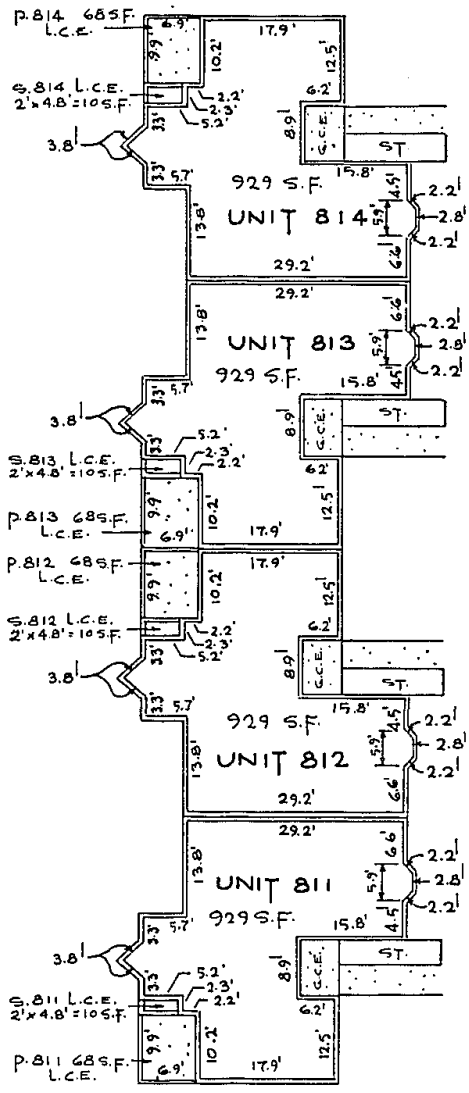 P.814 68 S.F.
L.C.E.
6.9'
17.9'
9.9'
10.2'
12.5'
S.814 L.C.E.
2'x4.8'=10 S.F.
2.2'
2.3'
5.2'
6.2'
8.9'
G.C.E.
ST.
3.3'
3.8'
3.3'
5.7'
15.8'
929 S.F.
UNIT 814
4.5'
2.2'
5.9'
2.8'
2.2'
13.8'
6.6'
29.2'
29.2'
13.8'
6.6'
UNIT 813
2.2'
5.9'
2.8'
2.2'
929 S.F.
4.5'
5.7'
15.8'
3.3'
3.8'
8.9'
G.C.E.
ST.
3.3'
5.2'
2.3'
2.2'
S.813 L.C.E.
2'x4.8'=10 S.F.
6.2'
9.9'
10.2'
12.5'
P.813 68 S.F.
L.C.E.
6.9'
17.9'
P.812 68 S.F.
L.C.E.
17.9'
9.9'
10.2'
12.5'
S.812 L.C.E.
2'x4.8'=10 S.F.
2.2'
2.3'
5.2'
6.2'
8.9'
G.C.E.
ST.
3.3'
3.8'
3.3'
5.7'
15.8'
929 S.F.
UNIT 812
4.5'
2.2'
5.9'
2.8'
2.2'
13.8'
6.6'
29.2'
29.2'
13.8'
6.6'
UNIT 811
2.2'
5.9'
2.8'
2.2'
929 S.F.
4.5'
5.7'
15.8'
3.3'
3.8'
8.9'
G.C.E.
ST.
3.3'
5.2'
2.3'
2.2'
S.811 L.C.E.
2'x4.8'=10 S.F.
6.2'
9.9'
10.2'
12.5'
P.811 68 S.F.
L.C.E.
6.9'
17.9'